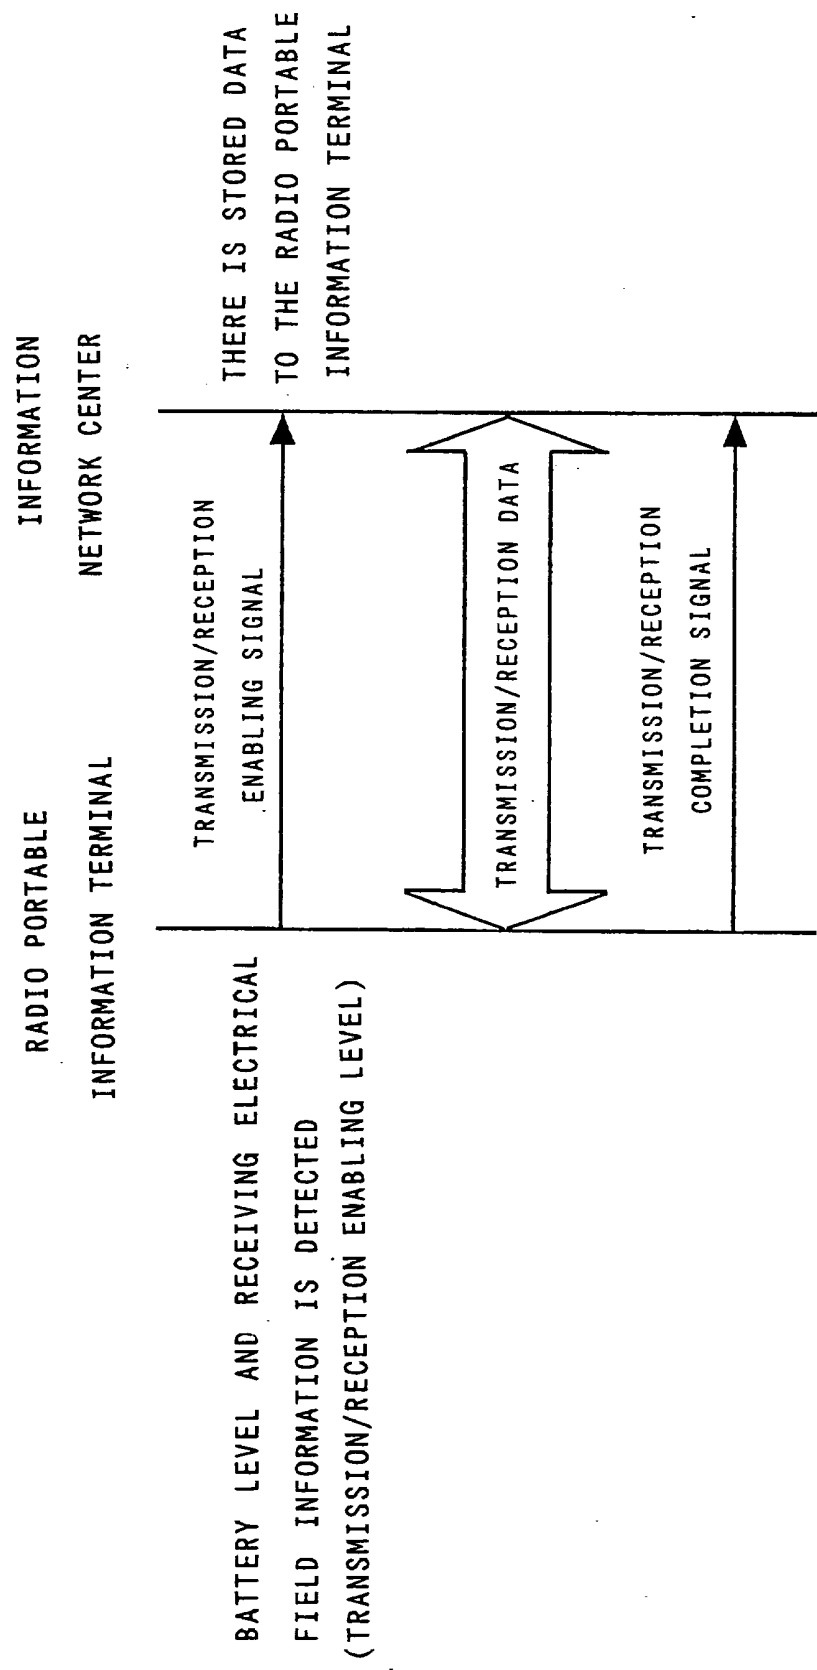 RADIO PORTABLE
INFORMATION TERMINAL
INFORMATION
NETWORK CENTER
BATTERY LEVEL AND RECEIVING ELECTRICAL
FIELD INFORMATION IS DETECTED
(TRANSMISSION/RECEPTION ENABLING LEVEL)
TRANSMISSION/RECEPTION
ENABLING SIGNAL
THERE IS STORED DATA
TO THE RADIO PORTABLE
INFORMATION TERMINAL
TRANSMISSION/RECEPTION DATA
TRANSMISSION/RECEPTION
COMPLETION SIGNAL